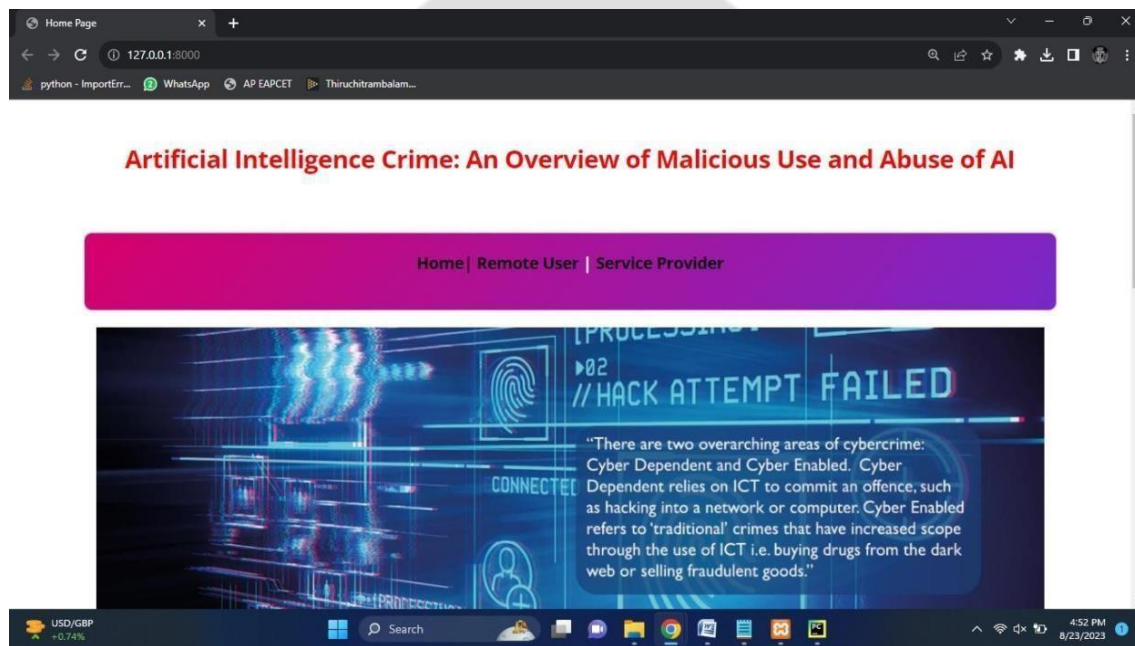 Home Page
127.0.0.1:8000
python - ImportErr... WhatsApp AP EAPCET Thiruchitrambalam...
Artificial Intelligence Crime: An Overview of Malicious Use and Abuse of AI
Home| Remote User | Service Provider
[PROCESSING.
02
//HACK ATTEMPT FAILED
CONNECTED
“There are two overarching areas of cybercrime:
Cyber Dependent and Cyber Enabled. Cyber
Dependent relies on ICT to commit an offence, such
as hacking into a network or computer. Cyber Enabled
refers to ‘traditional’ crimes that have increased scope
through the use of ICT i.e. buying drugs from the dark
web or selling fraudulent goods.”
USD/GBP
+0.74%
Search
4:52 PM
8/23/2023
1